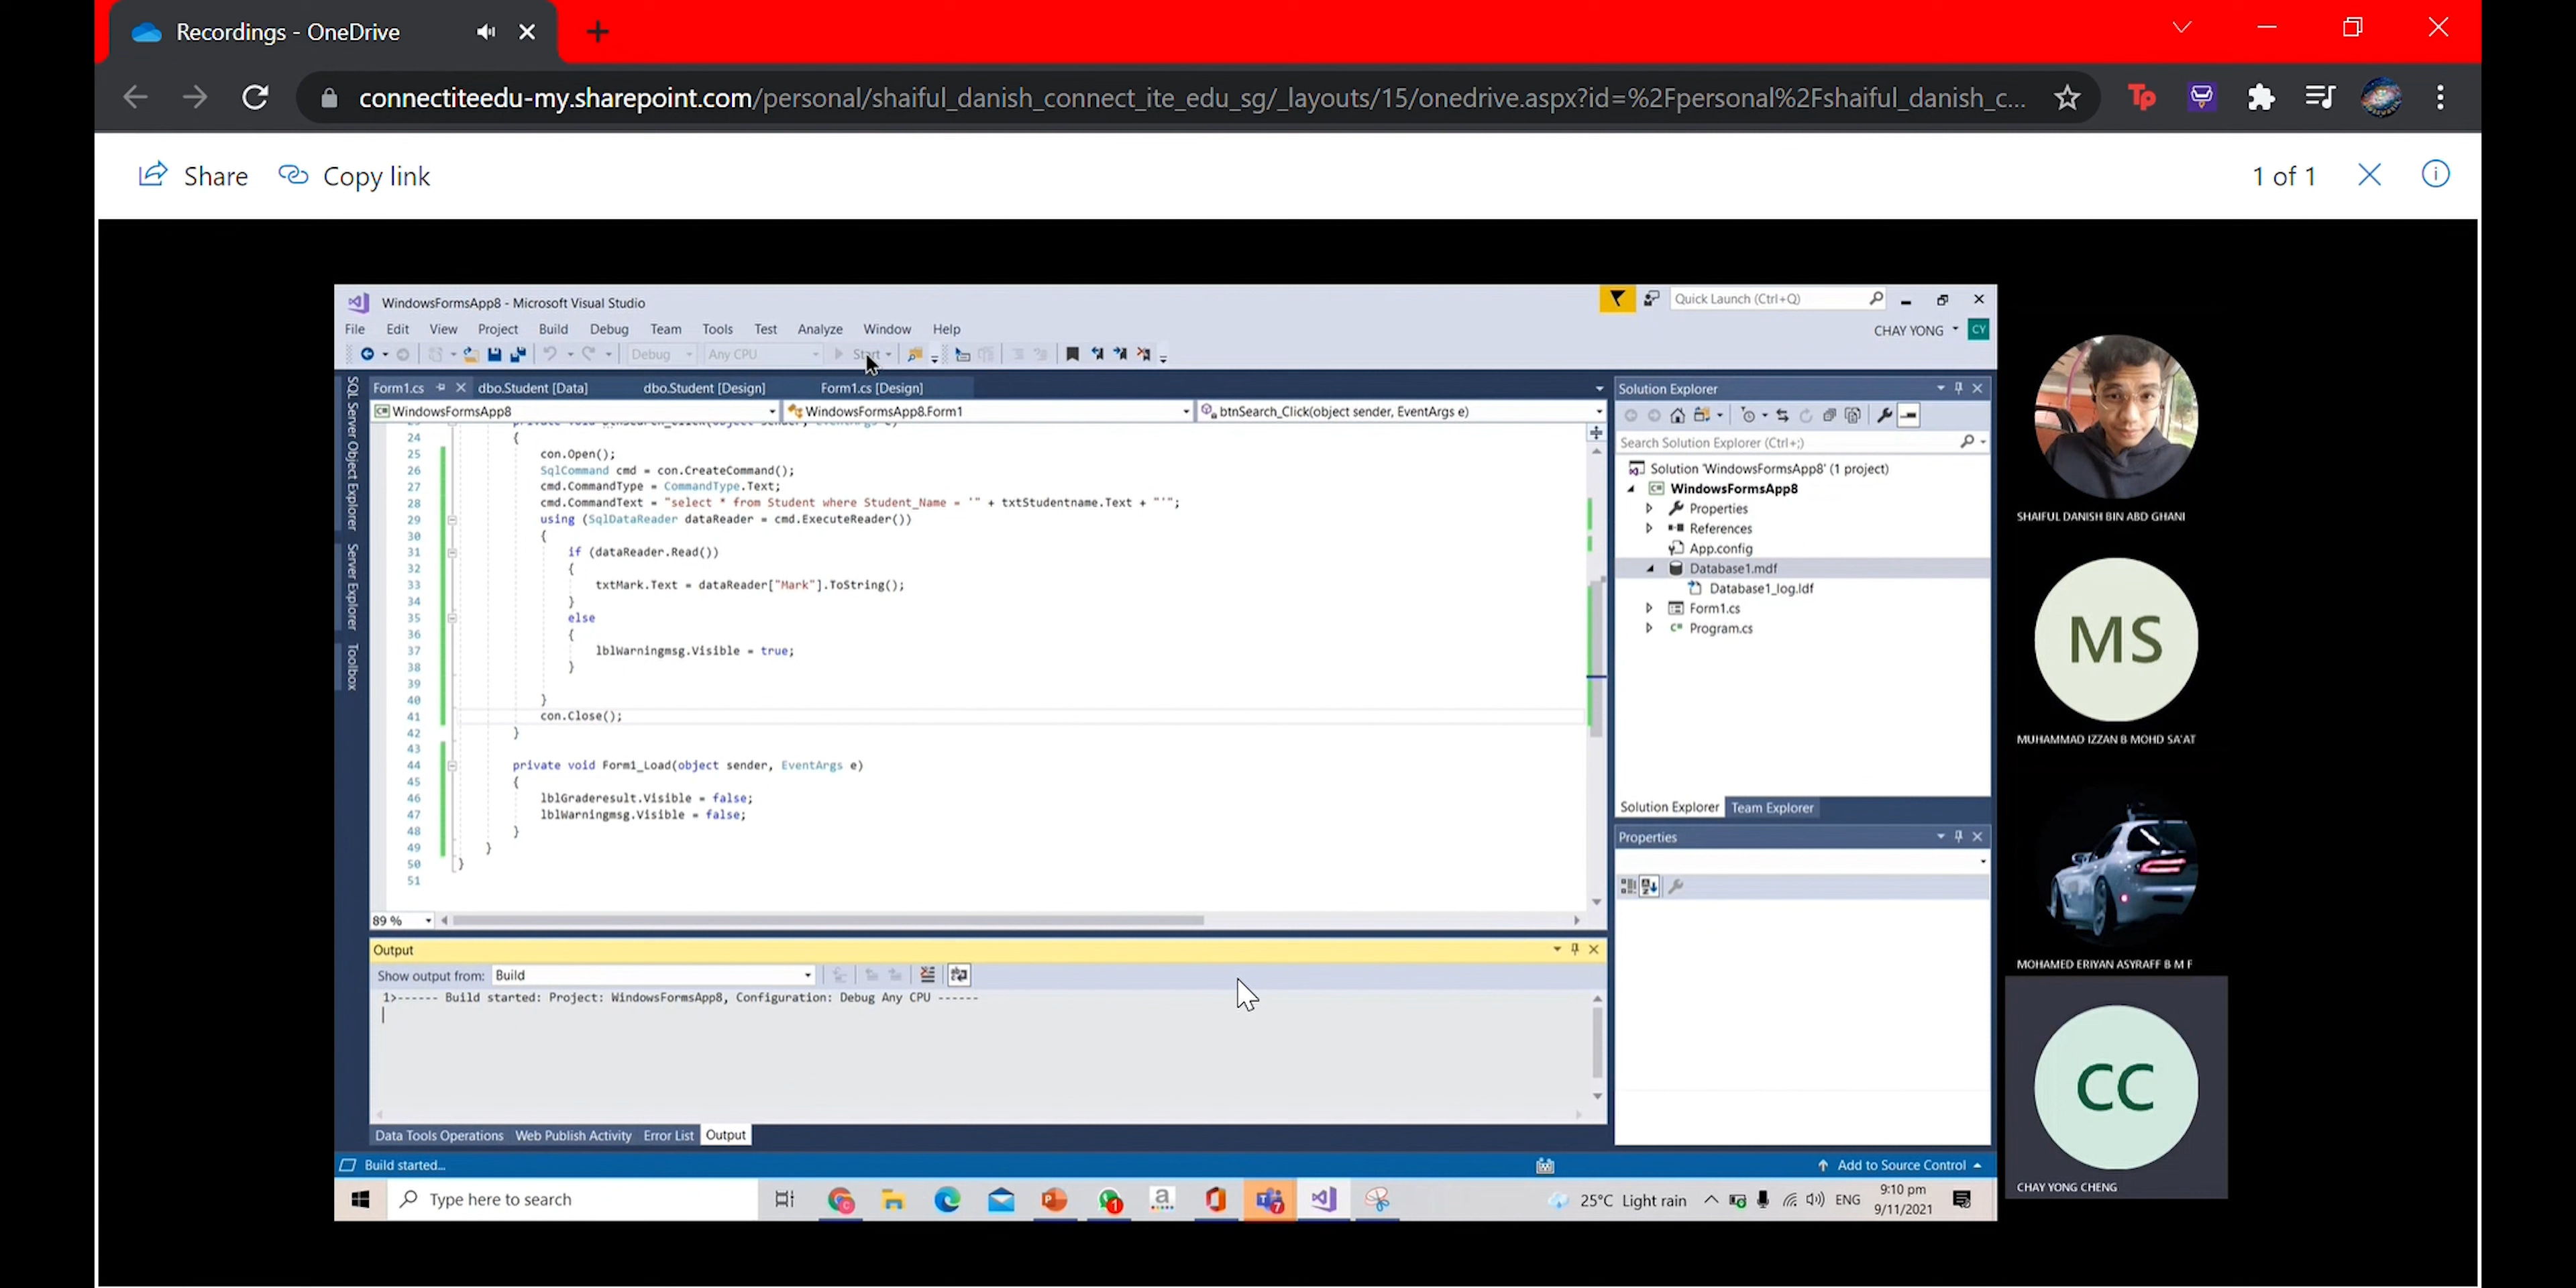 Recordings - OneDrive
connectiteedu-my.sharepoint.com/personal/shaiful_danish_connect_ite_edu_sg/_layouts/15/onedrive.aspx?id=%2Fpersonal%2Fshaiful_danish_c...
Tp
Share
Copy link
1 of 1
WindowsFormsApp8 - Microsoft Visual Studio
Quick Launch (Ctrl+Q)
File Edit View Project Build Debug Team Tools Test Analyze Window Help
CHAY YONG
CY
Debug
Any CPU
Start
Form1.cs
dbo.Student [Data]
dbo.Student [Design]
Form1.cs [Design]
WindowsFormsApp8
WindowsFormsApp8.Form1
btnSearch_Click(object sender, EventArgs e)
SQL Server Object Explorer
Server Explorer
Toolbox
23 private void btnSearch_Click(object sender, EventArgs e)
24 {
25 con.Open();
26 SqlCommand cmd = con.CreateCommand();
27 cmd.CommandType = CommandType.Text;
28 cmd.CommandText = "select * from Student where Student_Name = '" + txtStudentname.Text + "'";
29 using (SqlDataReader dataReader = cmd.ExecuteReader())
30 {
31 if (dataReader.Read())
32 {
33 txtMark.Text = dataReader["Mark"].ToString();
34 }
35 else
36 {
37 lblWarningmsg.Visible = true;
38 }
39
40 }
41 con.Close();
42 }
43
44 private void Form1_Load(object sender, EventArgs e)
45 {
46 lblGraderesult.Visible = false;
47 lblWarningmsg.Visible = false;
48 }
49 }
50 }
51
89 %
Output
Show output from: Build
1>------ Build started: Project: WindowsFormsApp8, Configuration: Debug Any CPU ------
Data Tools Operations Web Publish Activity Error List Output
Build started...
Add to Source Control
Solution Explorer
Search Solution Explorer (Ctrl+;)
Solution 'WindowsFormsApp8' (1 project)
WindowsFormsApp8
Properties
References
App.config
Database1.mdf
Database1_log.ldf
Form1.cs
Program.cs
Solution Explorer Team Explorer
Properties
Type here to search
25°C Light rain
ENG
9:10 pm
9/11/2021
SHAIFUL DANISH BIN ABD GHANI
MS
MUHAMMAD IZZAN B MOHD SA'AT
MOHAMED ERIYAN ASYRAFF B M F
CC
CHAY YONG CHENG